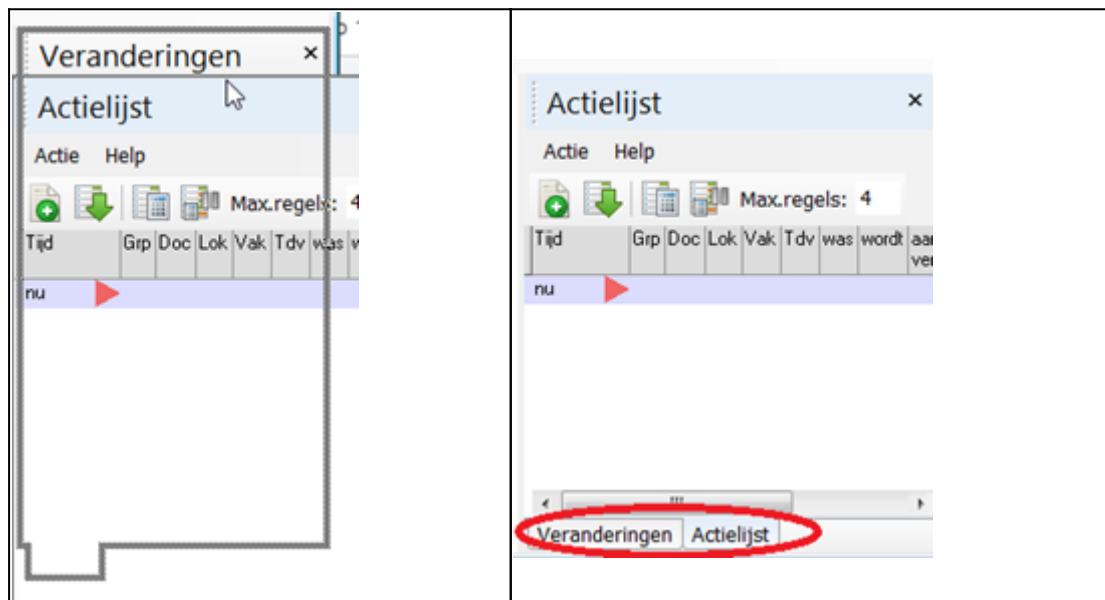 Veranderingen ×
Actielijst
Actie Help
Max.regels: 4
Tijd Grp Doc Lok Vak Tdv was
nu
Actielijst ×
Actie Help
Max.regels: 4
Tijd Grp Doc Lok Vak Tdv was wordt
nu
Veranderingen Actielijst